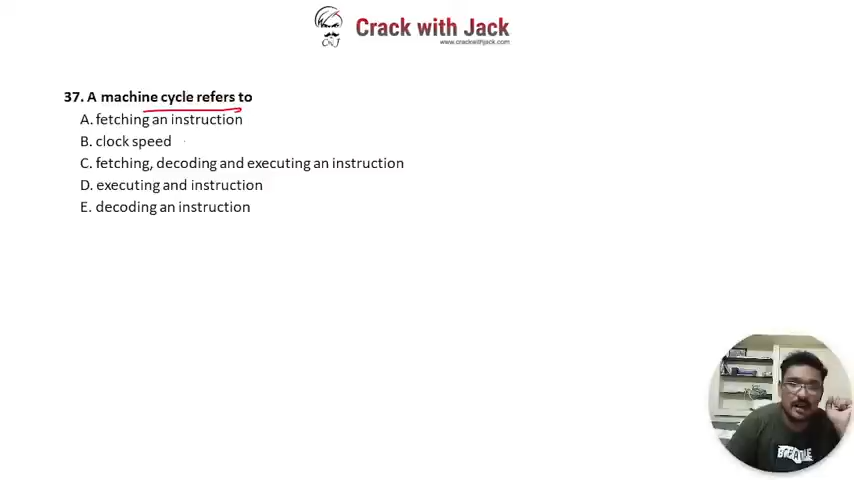 Crack with Jack
www.crackwithjack.com
37. A machine cycle refers to
A. fetching an instruction
B. clock speed
C. fetching, decoding and executing an instruction
D. executing and instruction
E. decoding an instruction